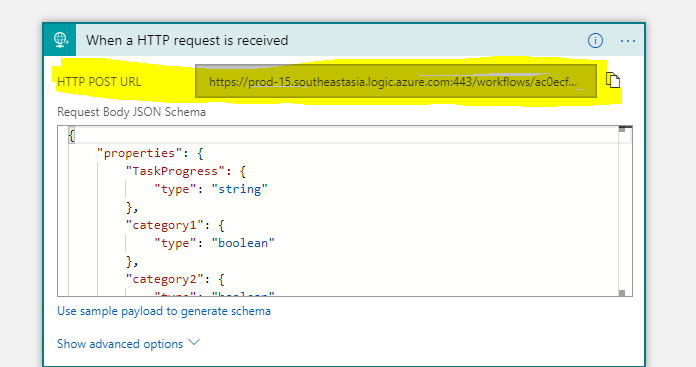 When a HTTP request is received
HTTP POST URL
https://prod-15.southeastasia.logic.azure.com:443/workflows/ac0ecf...
Request Body JSON Schema
{
"properties": {
"TaskProgress": {
"type": "string"
},
"category1": {
"type": "boolean"
},
"category2": {
"type": "boolean"
Use sample payload to generate schema
Show advanced options